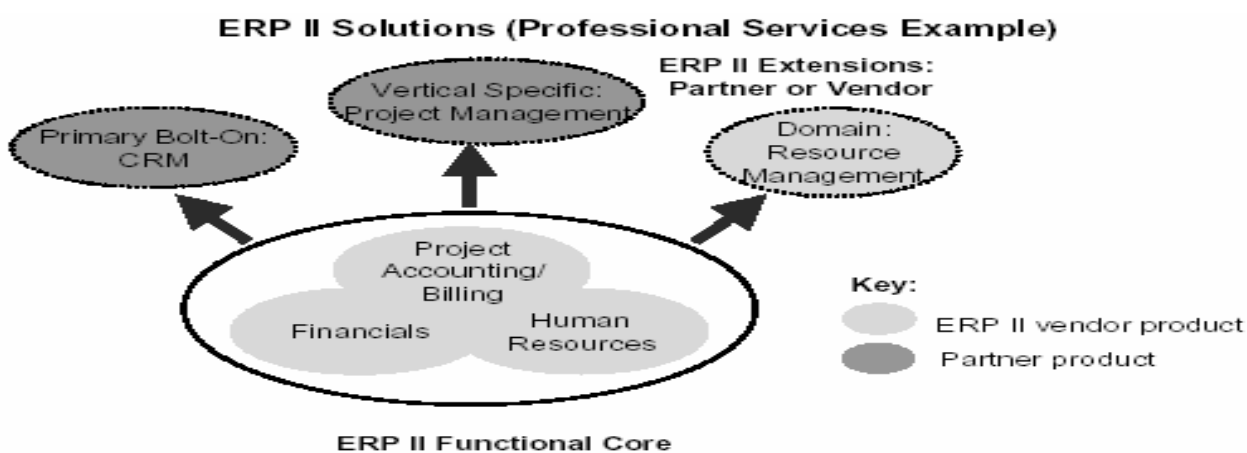 ERP II Solutions (Professional Services Example)
ERP II Extensions:
Partner or Vendor
Vertical Specific:
Project Management
Primary Bolt-On:
CRM
Domain:
Resource
Management
Project
Accounting/
Billing
Financials
Human
Resources
Key:
ERP II vendor product
Partner product
ERP II Functional Core